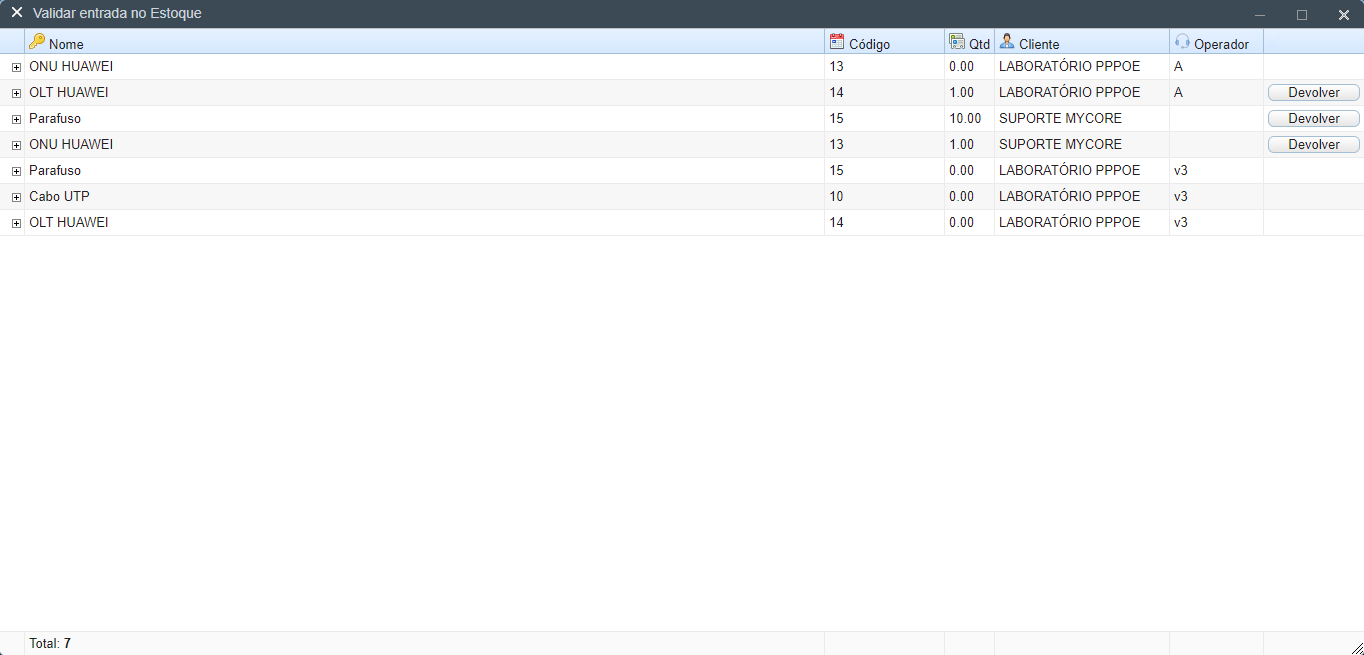 Validar entrada no Estoque
Nome Código Qtd Cliente Operador
ONU HUAWEI 13 0.00 LABORATÓRIO PPPOE A
OLT HUAWEI 14 1.00 LABORATÓRIO PPPOE A Devolver
Parafuso 15 10.00 SUPORTE MYCORE Devolver
ONU HUAWEI 13 1.00 SUPORTE MYCORE Devolver
Parafuso 15 0.00 LABORATÓRIO PPPOE v3
Cabo UTP 10 0.00 LABORATÓRIO PPPOE v3
OLT HUAWEI 14 0.00 LABORATÓRIO PPPOE v3
Total: 7